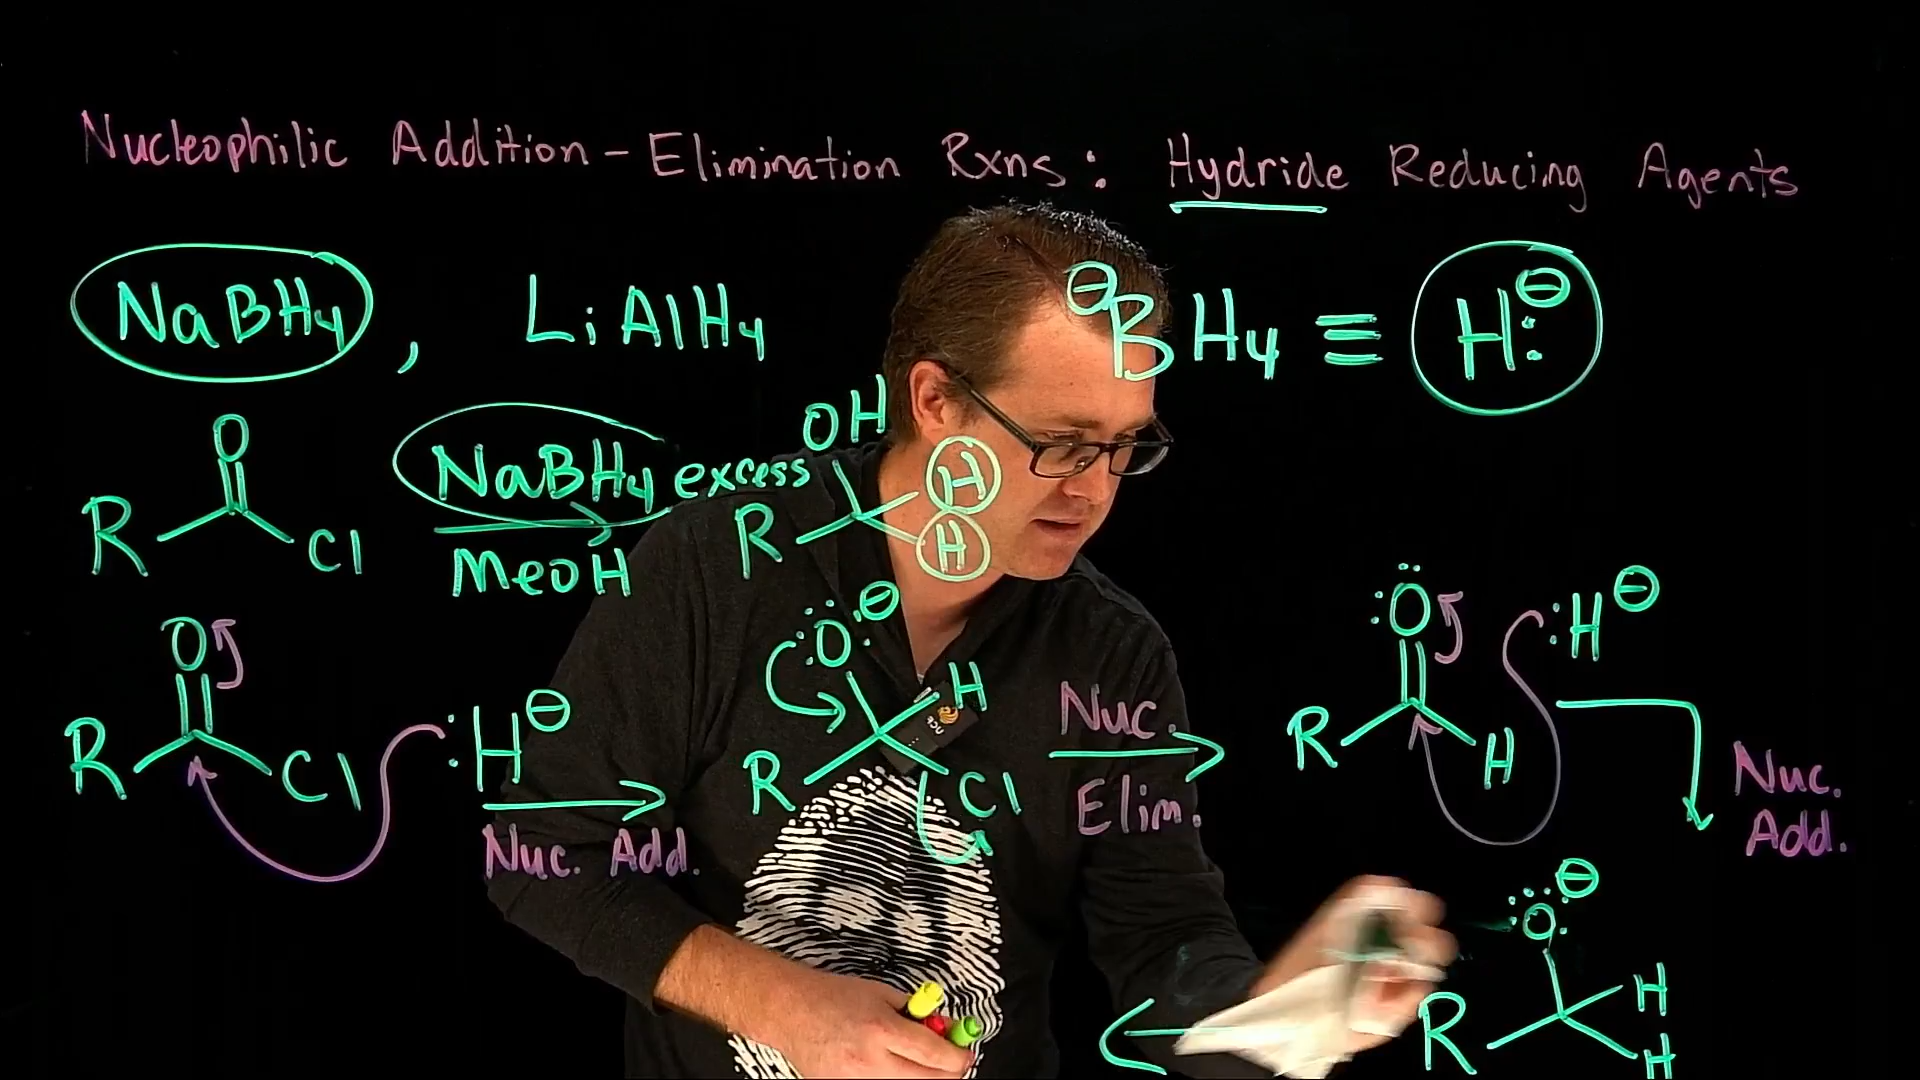 Nucleophilic Addition - Elimination Rxns: Hydride Reducing Agents
NaBH4, LiAlH4 ⊖BH4 ≡ H:⊖
O
R Cl
NaBH4 excess
MeOH
OH
R H
H
O
R Cl
:H⊖
Nuc. Add.
:Ö:⊖
R H
Cl
Nuc.
Elim.
:Ö
R H
:H⊖
Nuc.
Add.
:Ö:⊖
R H
H